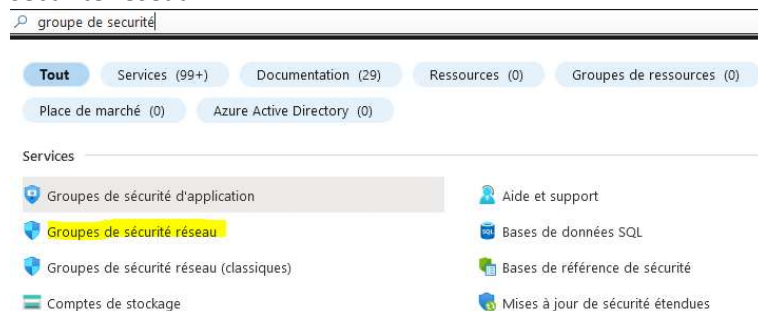 groupe de securité
Tout Services (99+) Documentation (29) Ressources (0) Groupes de ressources (0)
Place de marché (0) Azure Active Directory (0)
Services
Groupes de sécurité d'application
Groupes de sécurité réseau
Groupes de sécurité réseau (classiques)
Comptes de stockage
Aide et support
SQL
Bases de données SQL
Bases de référence de sécurité
Mises à jour de sécurité étendues